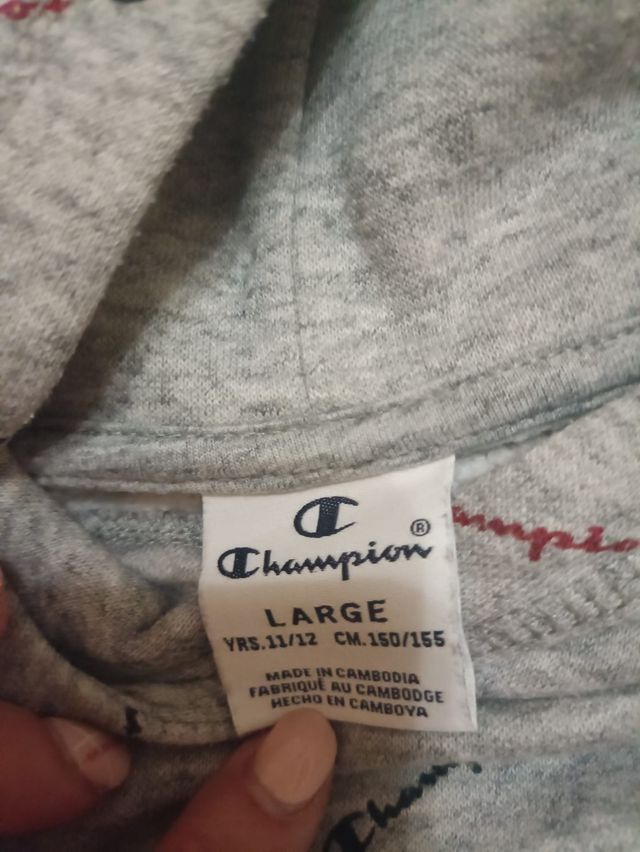 Champion®
LARGE
YRS.11/12 CM.150/155
MADE IN CAMBODIA
FABRIQUÉ AU CAMBODGE
HECHO EN CAMBOYA